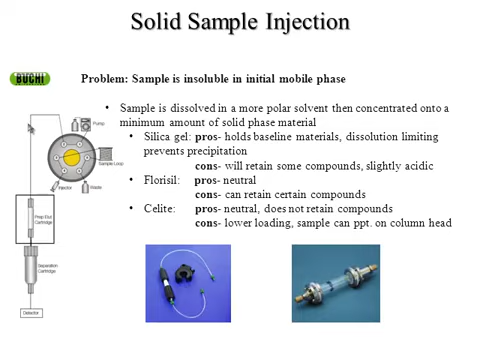 Solid Sample Injection
BUCHI
Problem: Sample is insoluble in initial mobile phase
• Sample is dissolved in a more polar solvent then concentrated onto a
minimum amount of solid phase material
• Silica gel: pros- holds baseline materials, dissolution limiting
prevents precipitation
cons- will retain some compounds, slightly acidic
• Florisil: pros- neutral
cons- can retain certain compounds
• Celite: pros- neutral, does not retain compounds
cons- lower loading, sample can ppt. on column head
Pump
Sample Loop
Injector
Waste
Prep Elut
Cartridge
Separation
Cartridge
Detector